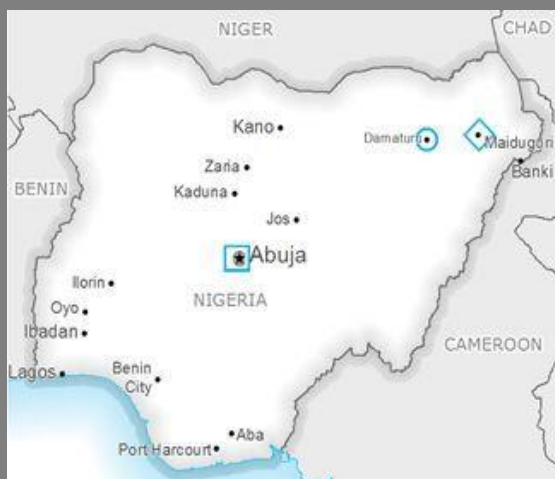 NIGER
CHAD
Kano
Damaturu
Maidugori
Zaria
Banki
BENIN
Kaduna
Jos
Abuja
Ilorin
NIGERIA
Oyo
Ibadan
CAMEROON
Lagos
Benin
City
Aba
Port Harcourt